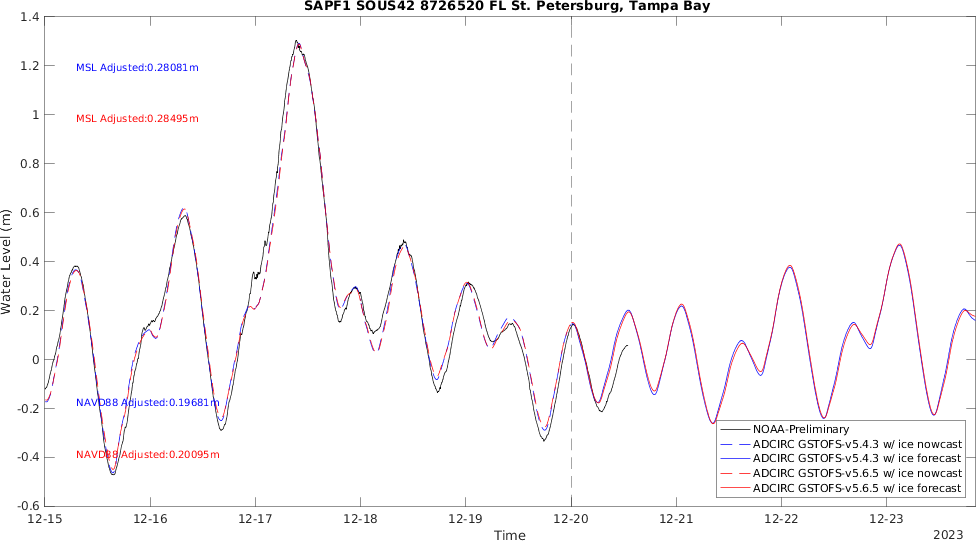 SAPF1 SOUS42 8726520 FL St. Petersburg, Tampa Bay
1.4
1.2
1
0.8
0.6
0.4
0.2
0
-0.2
-0.4
-0.6
Water Level (m)
MSL Adjusted:0.28081m
MSL Adjusted:0.28495m
NAVD88 Adjusted:0.19681m
NAVD88 Adjusted:0.20095m
NOAA-Preliminary
ADCIRC GSTOFS-v5.4.3 w/ ice nowcast
ADCIRC GSTOFS-v5.4.3 w/ ice forecast
ADCIRC GSTOFS-v5.6.5 w/ ice nowcast
ADCIRC GSTOFS-v5.6.5 w/ ice forecast
12-15 12-16 12-17 12-18 12-19 12-20 12-21 12-22 12-23
Time
2023